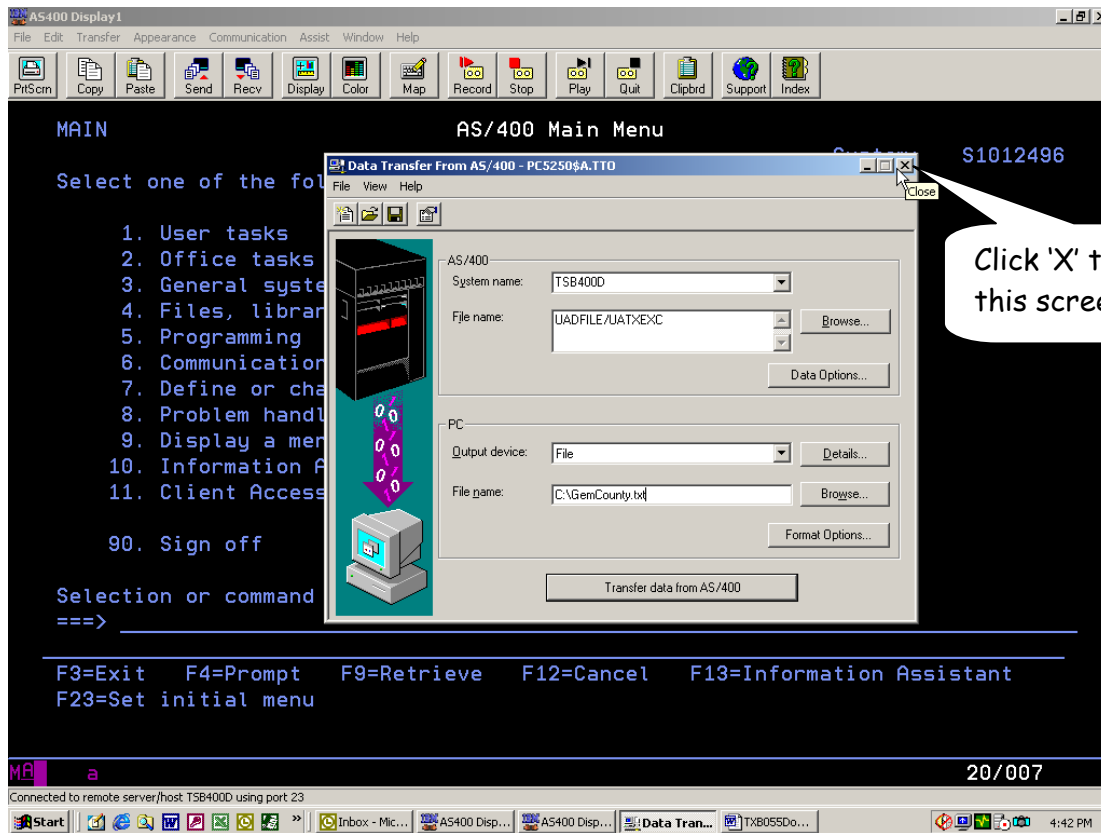 AS400 Display1
File Edit Transfer Appearance Communication Assist Window Help
PrtScrn Copy Paste Send Recv Display Color Map Record Stop Play Quit Clipbrd Support Index
MAIN AS/400 Main Menu
S1012496
Select one of the fol
1. User tasks
2. Office tasks
3. General syste
4. Files, librar
5. Programming
6. Communication
7. Define or cha
8. Problem handl
9. Display a men
10. Information A
11. Client Access
90. Sign off
Selection or command
===>
F3=Exit F4=Prompt F9=Retrieve F12=Cancel F13=Information Assistant
F23=Set initial menu
MA a 20/007
Connected to remote server/host TSB400D using port 23
Data Transfer From AS/400 - PC5250$A.TTO
File View Help
Close
AS/400
System name: TSB400D
File name: UADFILE/UATXEXC Browse...
Data Options...
PC
Output device: File Details...
File name: C:\GemCounty.txt Browse...
Format Options...
Transfer data from AS/400
Click 'X' t
this scree
Start » Inbox - Mic... AS400 Disp... AS400 Disp... Data Tran... TXB055Do... 4:42 PM